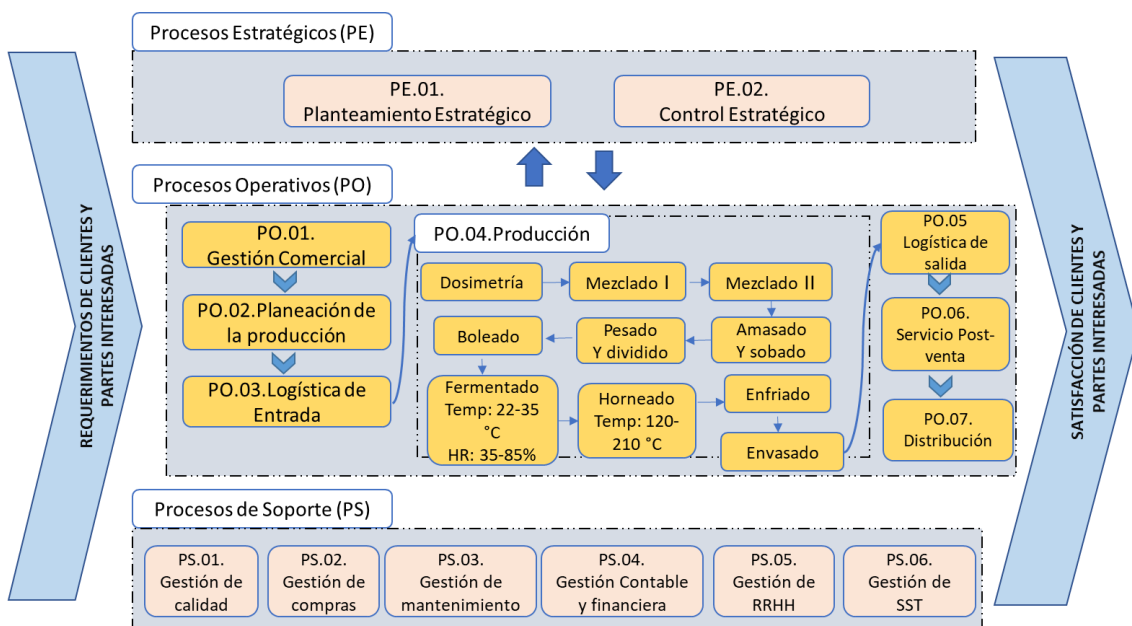 Procesos Estratégicos (PE)
PE.01.
Planteamiento Estratégico
PE.02.
Control Estratégico
REQUERIMIENTOS DE CLIENTES Y
PARTES INTERESADAS
Procesos Operativos (PO)
PO.01.
Gestión Comercial
PO.02.Planeación de
la producción
PO.03.Logística de
Entrada
PO.04.Producción
Dosimetría
Mezclado I
Mezclado II
Boleado
Pesado
Y dividido
Amasado
Y sobado
Fermentado
Temp: 22-35
°C
HR: 35-85%
Horneado
Temp: 120-
210 °C
Enfriado
Envasado
PO.05
Logística de
salida
PO.06.
Servicio Post-
venta
PO.07.
Distribución
SATISFACCIÓN DE CLIENTES Y
PARTES INTERESADAS
Procesos de Soporte (PS)
PS.01.
Gestión de
calidad
PS.02.
Gestión de
compras
PS.03.
Gestión de
mantenimiento
PS.04.
Gestión Contable
y financiera
PS.05.
Gestión de
RRHH
PS.06.
Gestión de
SST